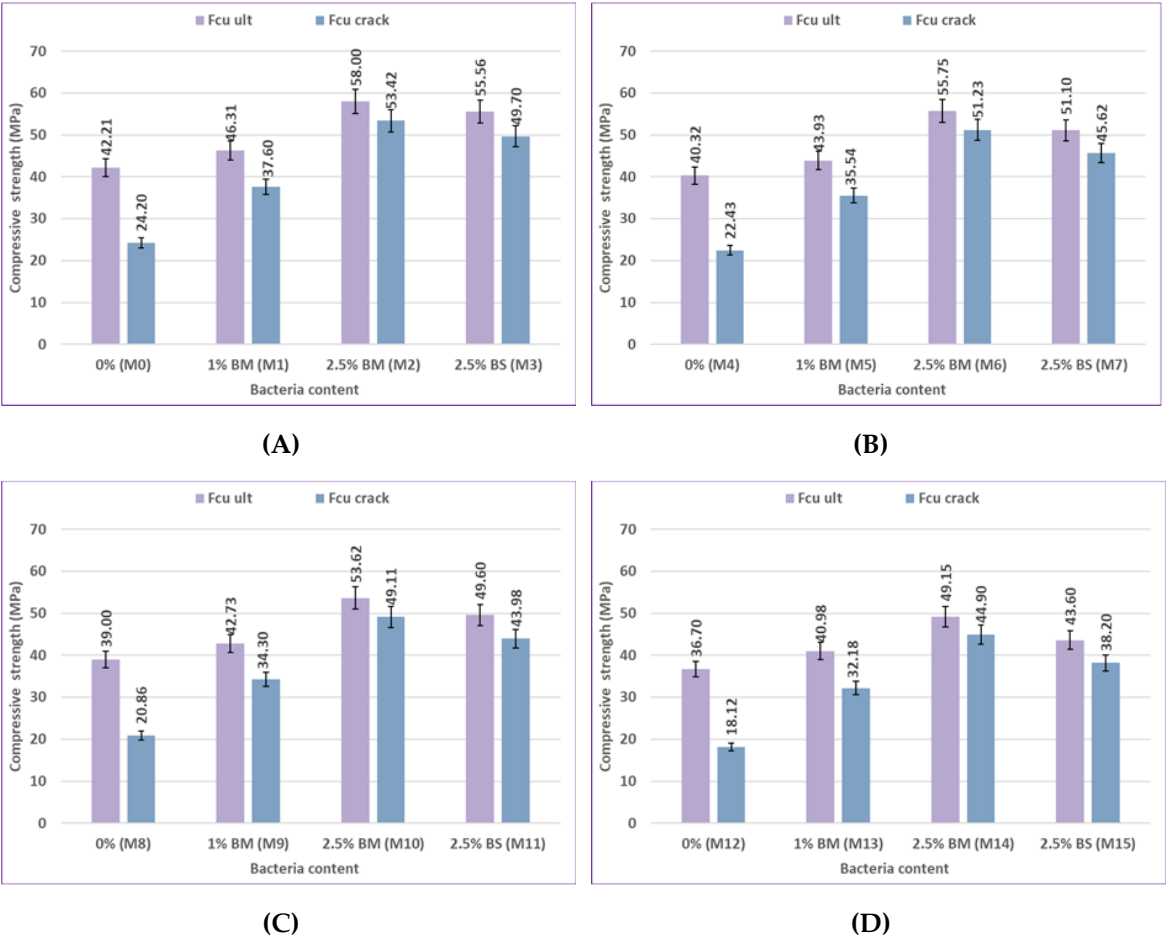 Fcu ult Fcu crack
Compressive strength (MPa)
70
60
50
40
30
20
10
0
42.21 24.20 46.31 37.60 58.00 53.42 55.56 49.70
0% (M0) 1% BM (M1) 2.5% BM (M2) 2.5% BS (M3)
Bacteria content
(A)
Fcu ult Fcu crack
Compressive strength (MPa)
70
60
50
40
30
20
10
0
40.32 22.43 43.93 35.54 55.75 51.23 51.10 45.62
0% (M4) 1% BM (M5) 2.5% BM (M6) 2.5% BS (M7)
Bacteria content
(B)
Fcu ult Fcu crack
Compressive strength (MPa)
70
60
50
40
30
20
10
0
39.00 20.86 42.73 34.30 53.62 49.11 49.60 43.98
0% (M8) 1% BM (M9) 2.5% BM (M10) 2.5% BS (M11)
Bacteria content
(C)
Fcu ult Fcu crack
Compressive strength (MPa)
70
60
50
40
30
20
10
0
36.70 18.12 40.98 32.18 49.15 44.90 43.60 38.20
0% (M12) 1% BM (M13) 2.5% BM (M14) 2.5% BS (M15)
Bacteria content
(D)